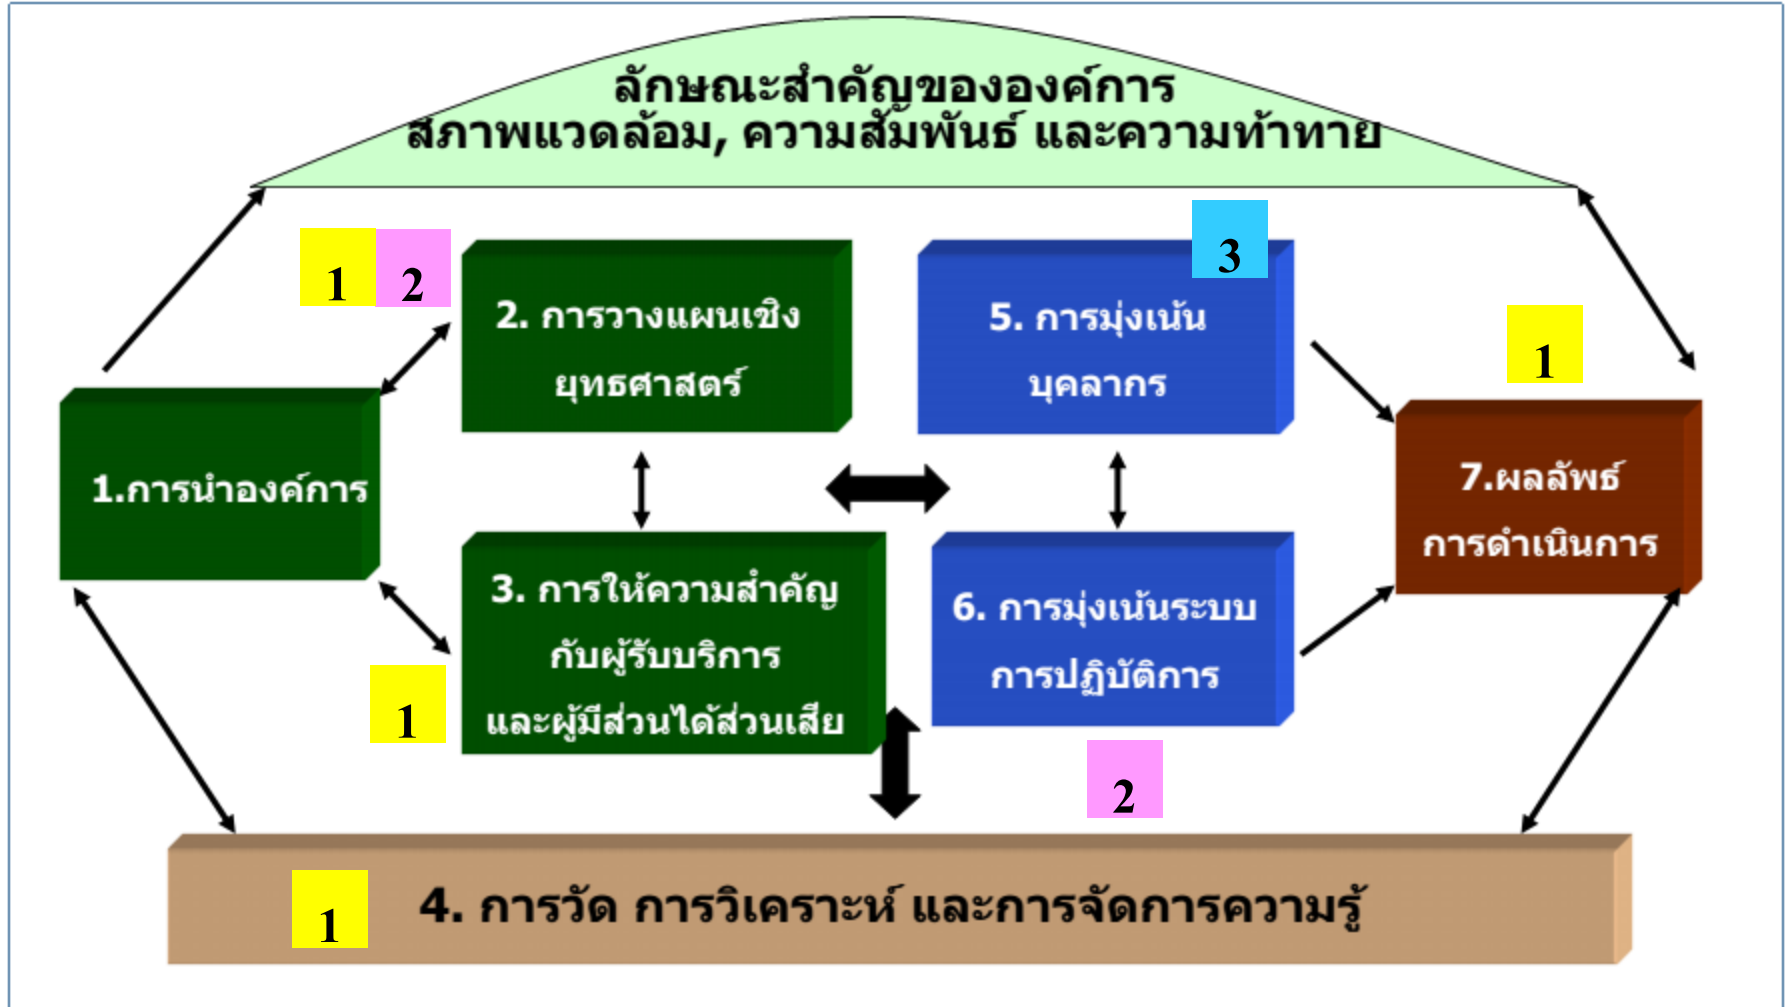 ลักษณะสำคัญขององค์การ
สภาพแวดล้อม, ความสัมพันธ์ และความท้าทาย
3
1 2
2. การวางแผนเชิง
ยุทธศาสตร์
5. การมุ่งเน้น
บุคลากร
1
1.การนำองค์การ
7.ผลลัพธ์
การดำเนินการ
3. การให้ความสำคัญ
กับผู้รับบริการ
และผู้มีส่วนได้ส่วนเสีย
6. การมุ่งเน้นระบบ
การปฏิบัติการ
1
2
1
4. การวัด การวิเคราะห์ และการจัดการความรู้